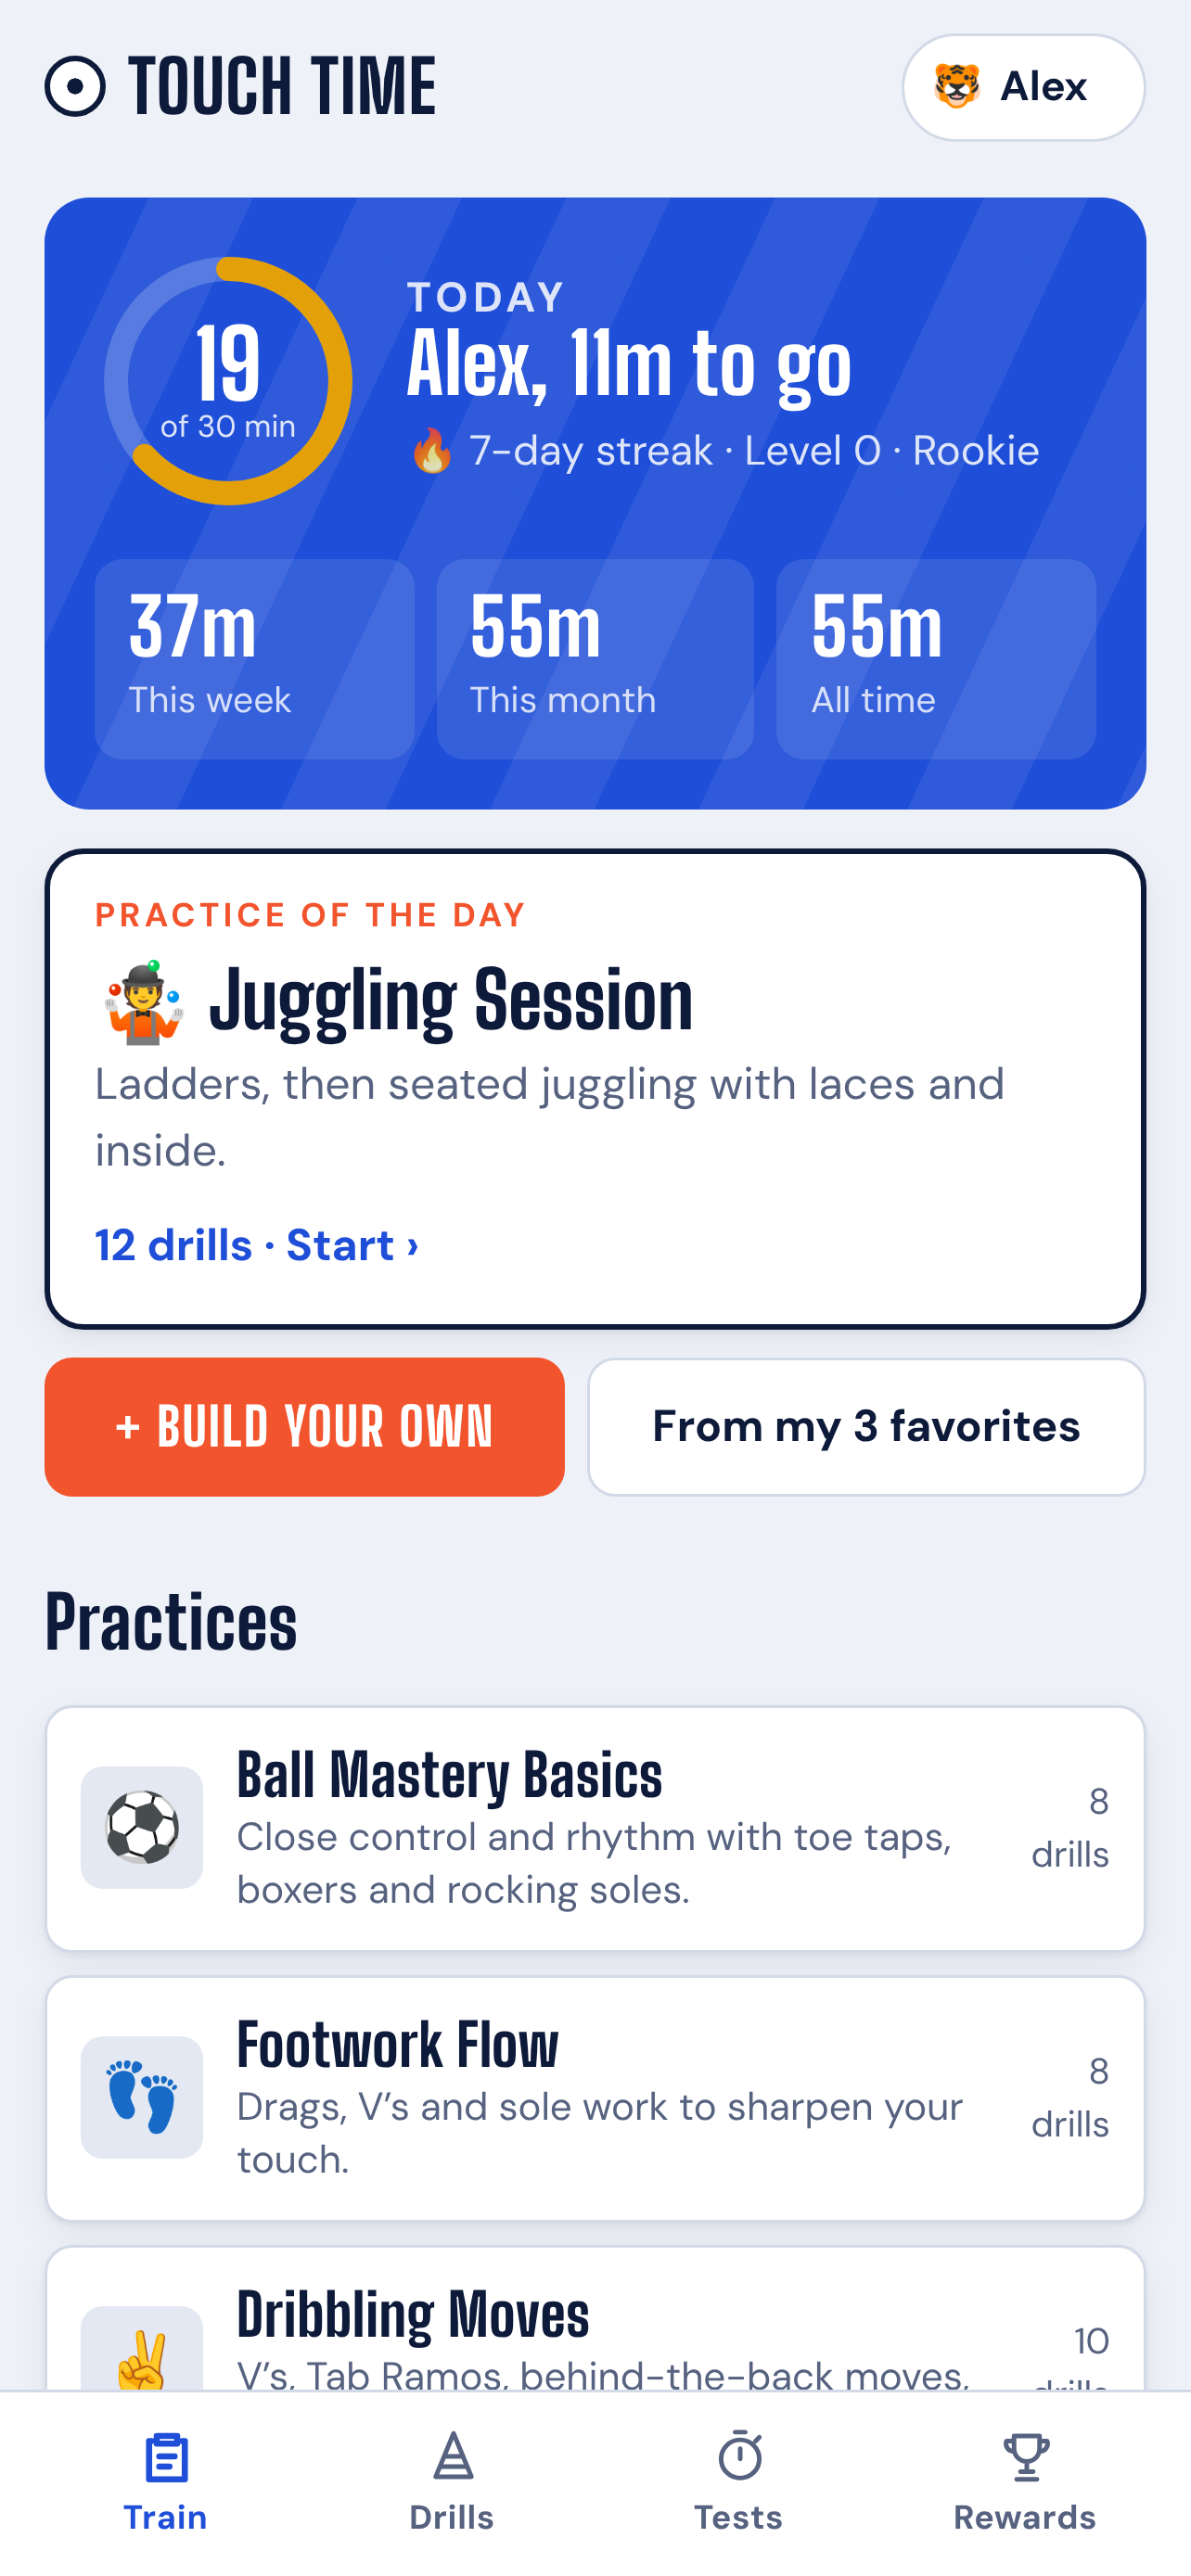 TOUCH TIME
Alex
19
of 30 min
TODAY
Alex, 11m to go
7-day streak · Level 0 · Rookie
37m
This week
55m
This month
55m
All time
PRACTICE OF THE DAY
Juggling Session
Ladders, then seated juggling with laces and
inside.
12 drills · Start ›
+ BUILD YOUR OWN
From my 3 favorites
Practices
Ball Mastery Basics
Close control and rhythm with toe taps,
boxers and rocking soles.
8
drills
Footwork Flow
Drags, V’s and sole work to sharpen your
touch.
8
drills
Dribbling Moves
V’s, Tab Ramos, behind-the-back moves,
10
drills
Train
Drills
Tests
Rewards